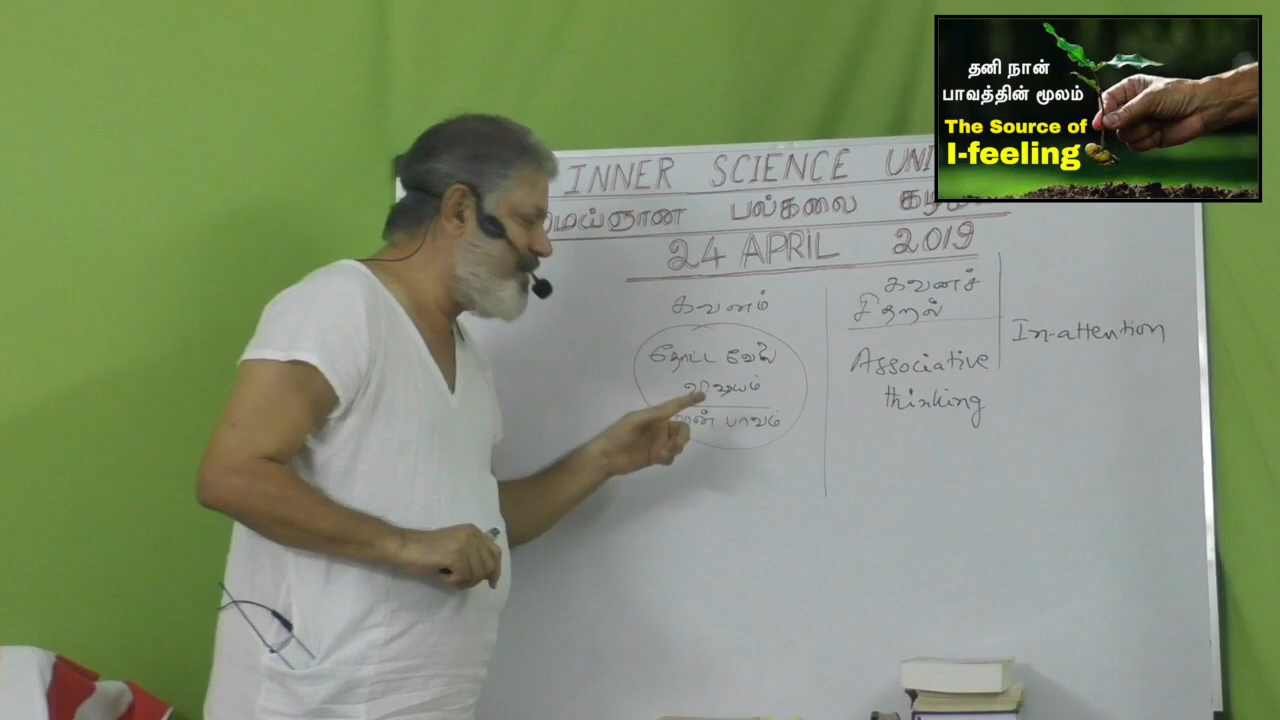 தனி நான்
பாவத்தின் மூலம்
The Source of
I-feeling
INNER SCIENCE UNI
மெய்ஞான பல்கலை
24 APRIL 2019
கவனம்
தோட்ட வேலை
விஷயம்
நான் பாவம்
கவனச்
சிதறல்
Associative
thinking
In-attention